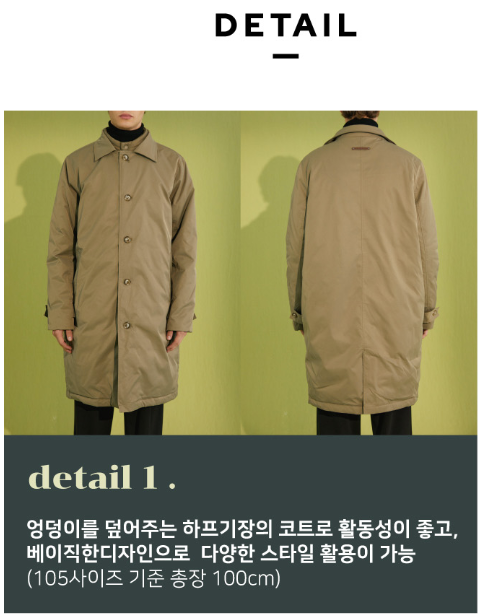 DETAIL
detail 1 .
엉덩이를 덮어주는 하프기장의 코트로 활동성이 좋고,
베이직한디자인으로 다양한 스타일 활용이 가능
(105사이즈 기준 총장 100cm)